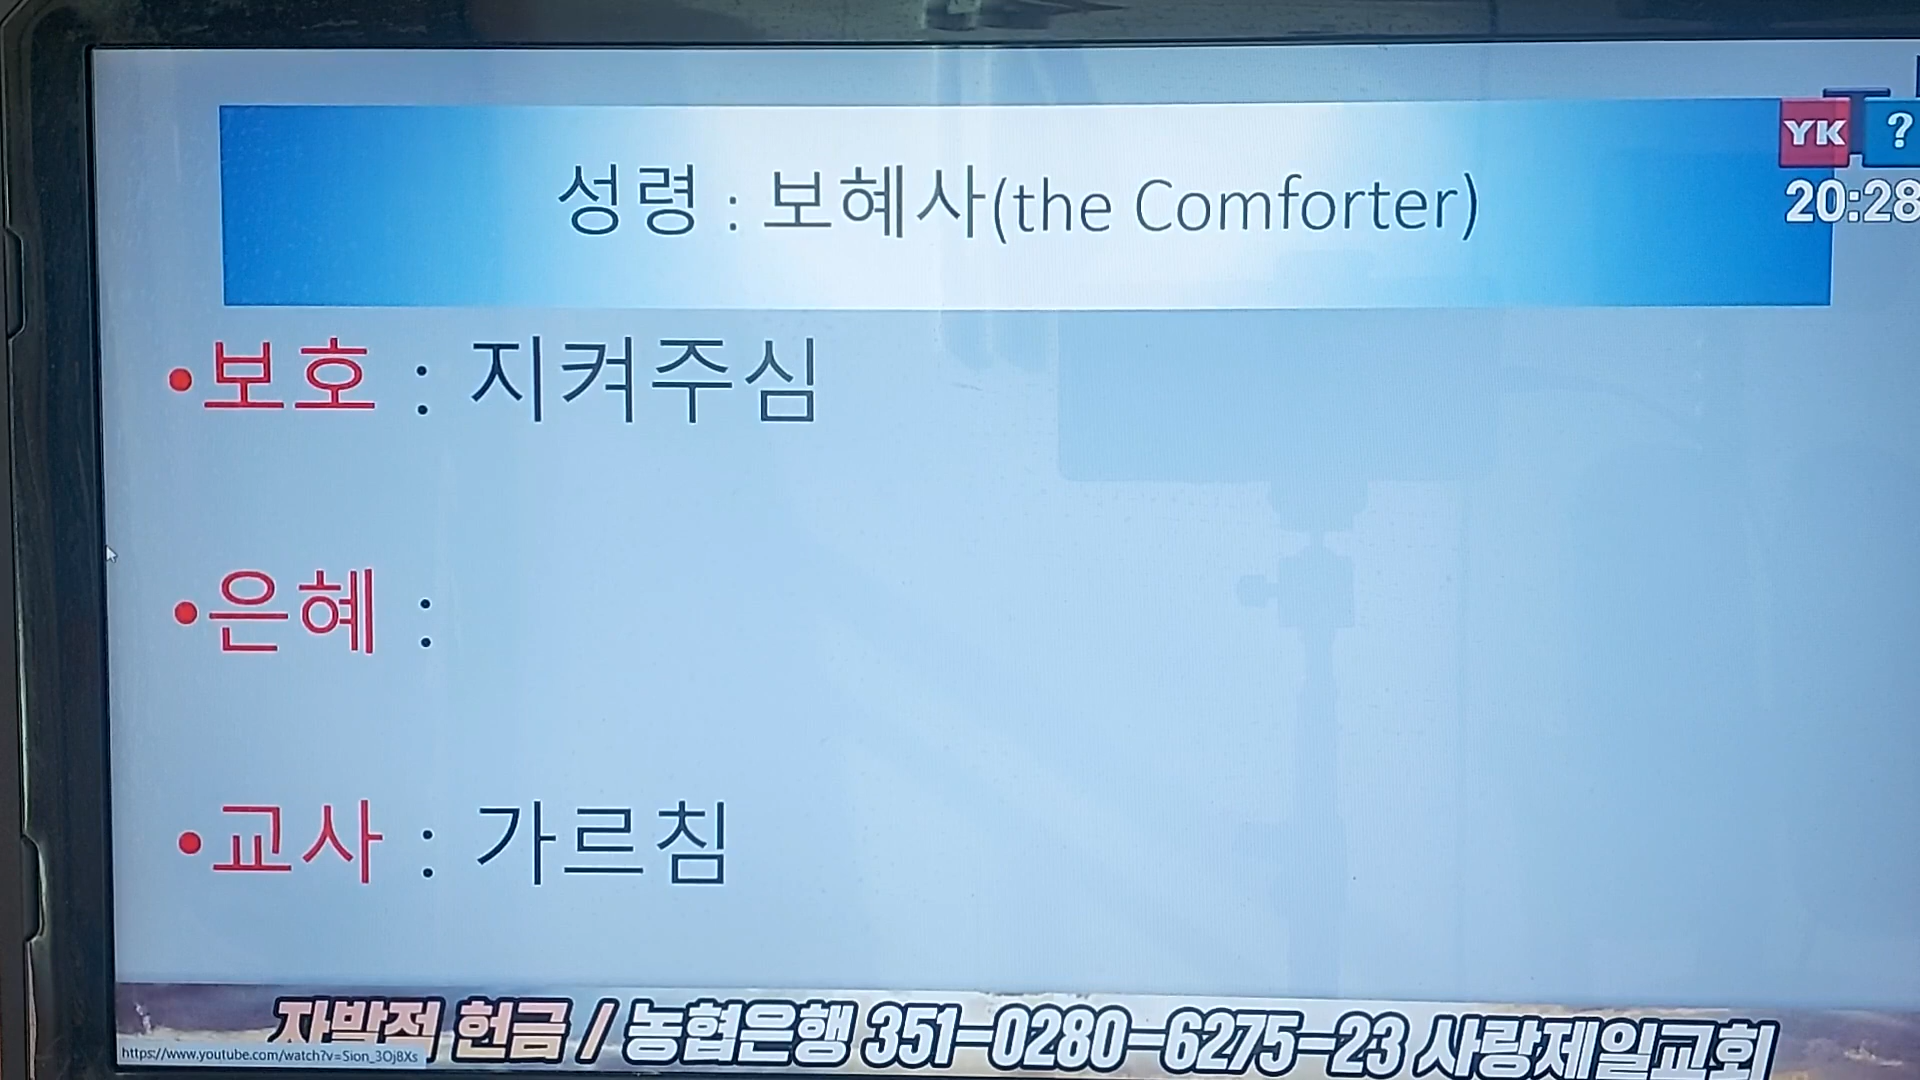 성령 : 보혜사(the Comforter)
YK ?
20:28
•보호 : 지켜주심
•은혜 :
•교사 : 가르침
자발적 헌금 / 농협은행 351-0280-6275-23 사랑제일교회
https://www.youtube.com/watch?v=Sion_3OjBXs